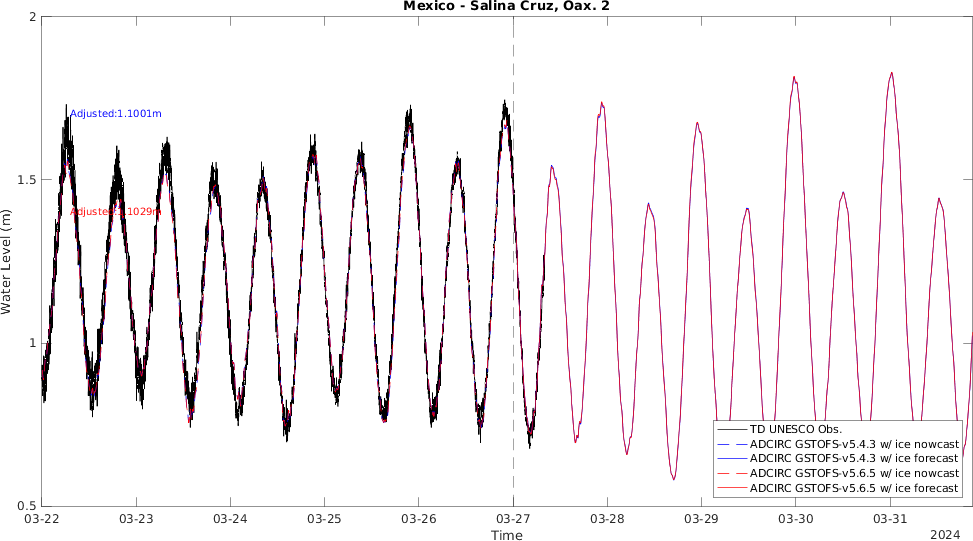 Mexico - Salina Cruz, Oax. 2
2
1.5
1
0.5
Water Level (m)
Adjusted:1.1001m
Adjusted:1.1029m
TD UNESCO Obs.
ADCIRC GSTOFS-v5.4.3 w/ ice nowcast
ADCIRC GSTOFS-v5.4.3 w/ ice forecast
ADCIRC GSTOFS-v5.6.5 w/ ice nowcast
ADCIRC GSTOFS-v5.6.5 w/ ice forecast
03-22 03-23 03-24 03-25 03-26 03-27 03-28 03-29 03-30 03-31
Time
2024